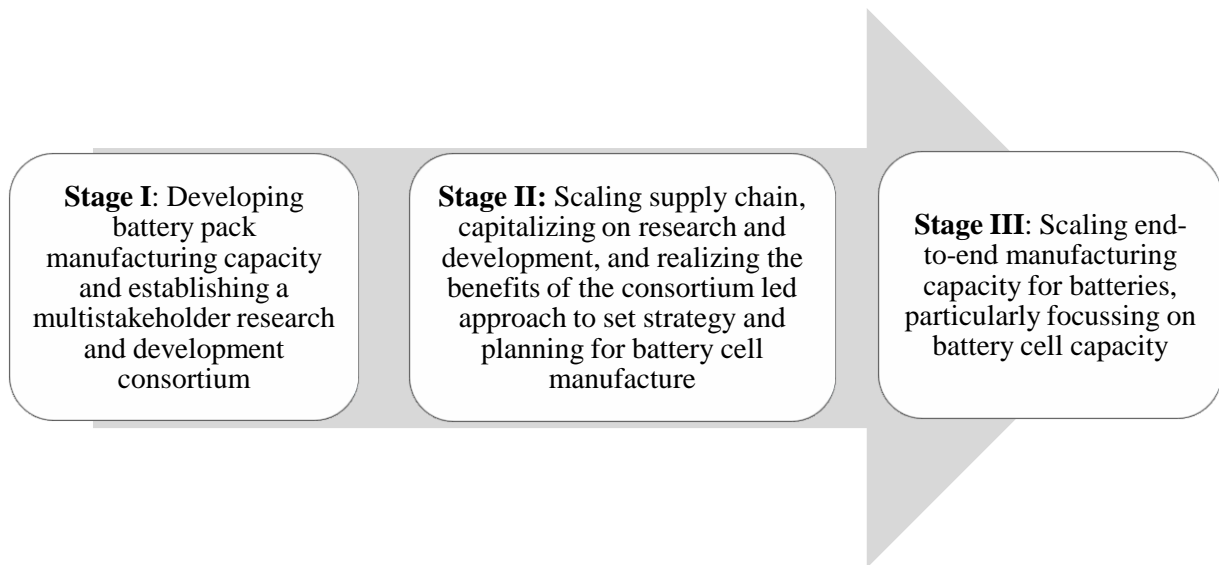 Stage I: Developing
battery pack
manufacturing capacity
and establishing a
multistakeholder research
and development
consortium
Stage II: Scaling supply chain,
capitalizing on research and
development, and realizing the
benefits of the consortium led
approach to set strategy and
planning for battery cell
manufacture
Stage III: Scaling end-
to-end manufacturing
capacity for batteries,
particularly focussing on
battery cell capacity